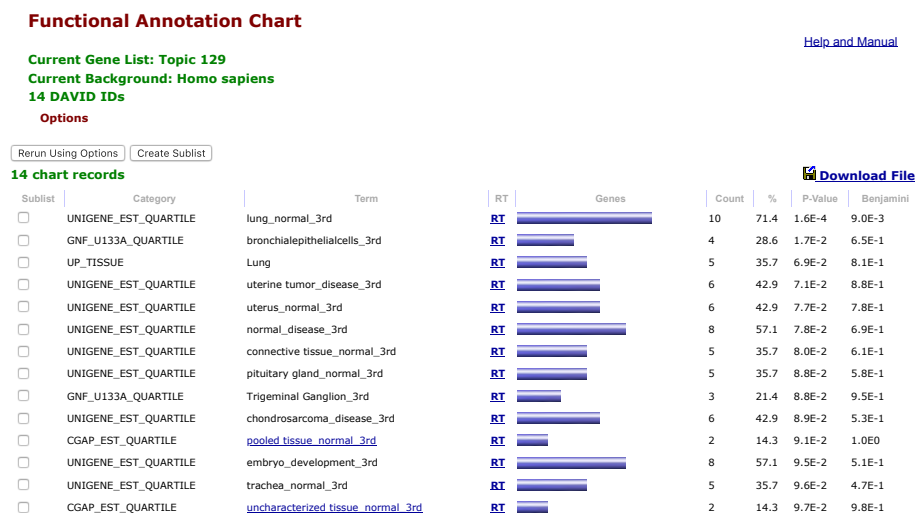 Functional Annotation Chart
Help and Manual
Current Gene List: Topic 129
Current Background: Homo sapiens
14 DAVID IDs
Options
Rerun Using Options Create Sublist
14 chart records Download File
Sublist Category Term RT Genes Count % P-Value Benjamini
UNIGENE_EST_QUARTILE lung_normal_3rd RT 10 71.4 1.6E-4 9.0E-3
GNF_U133A_QUARTILE bronchialepithelialcells_3rd RT 4 28.6 1.7E-2 6.5E-1
UP_TISSUE Lung RT 5 35.7 6.9E-2 8.1E-1
UNIGENE_EST_QUARTILE uterine tumor_disease_3rd RT 6 42.9 7.1E-2 8.8E-1
UNIGENE_EST_QUARTILE uterus_normal_3rd RT 6 42.9 7.7E-2 7.8E-1
UNIGENE_EST_QUARTILE normal_disease_3rd RT 8 57.1 7.8E-2 6.9E-1
UNIGENE_EST_QUARTILE connective tissue_normal_3rd RT 5 35.7 8.0E-2 6.1E-1
UNIGENE_EST_QUARTILE pituitary gland_normal_3rd RT 5 35.7 8.8E-2 5.8E-1
GNF_U133A_QUARTILE Trigeminal Ganglion_3rd RT 3 21.4 8.8E-2 9.5E-1
UNIGENE_EST_QUARTILE chondrosarcoma_disease_3rd RT 6 42.9 8.9E-2 5.3E-1
CGAP_EST_QUARTILE pooled tissue_normal_3rd RT 2 14.3 9.1E-2 1.0E0
UNIGENE_EST_QUARTILE embryo_development_3rd RT 8 57.1 9.5E-2 5.1E-1
UNIGENE_EST_QUARTILE trachea_normal_3rd RT 5 35.7 9.6E-2 4.7E-1
CGAP_EST_QUARTILE uncharacterized tissue_normal_3rd RT 2 14.3 9.7E-2 9.8E-1